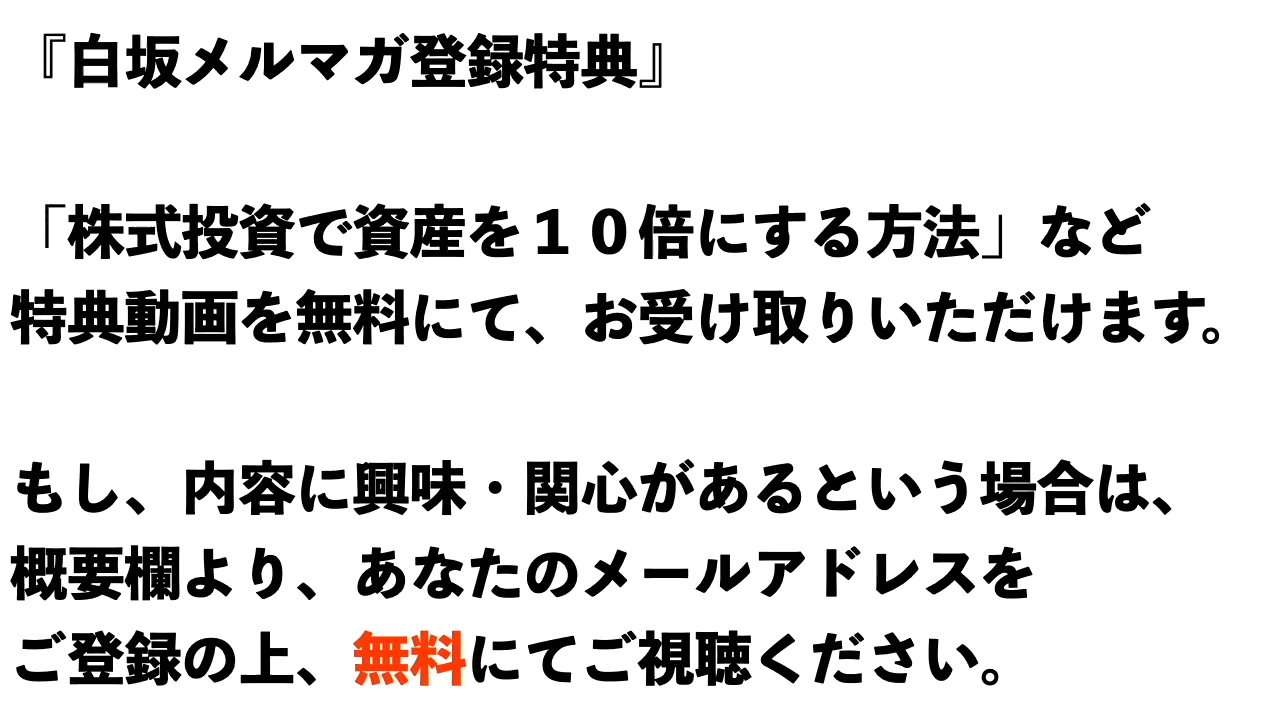 『白坂メルマガ登録特典』
「株式投資で資産を１０倍にする方法」など
特典動画を無料にて、お受け取りいただけます。
もし、内容に興味・関心があるという場合は、
概要欄より、あなたのメールアドレスを
ご登録の上、無料にてご視聴ください。